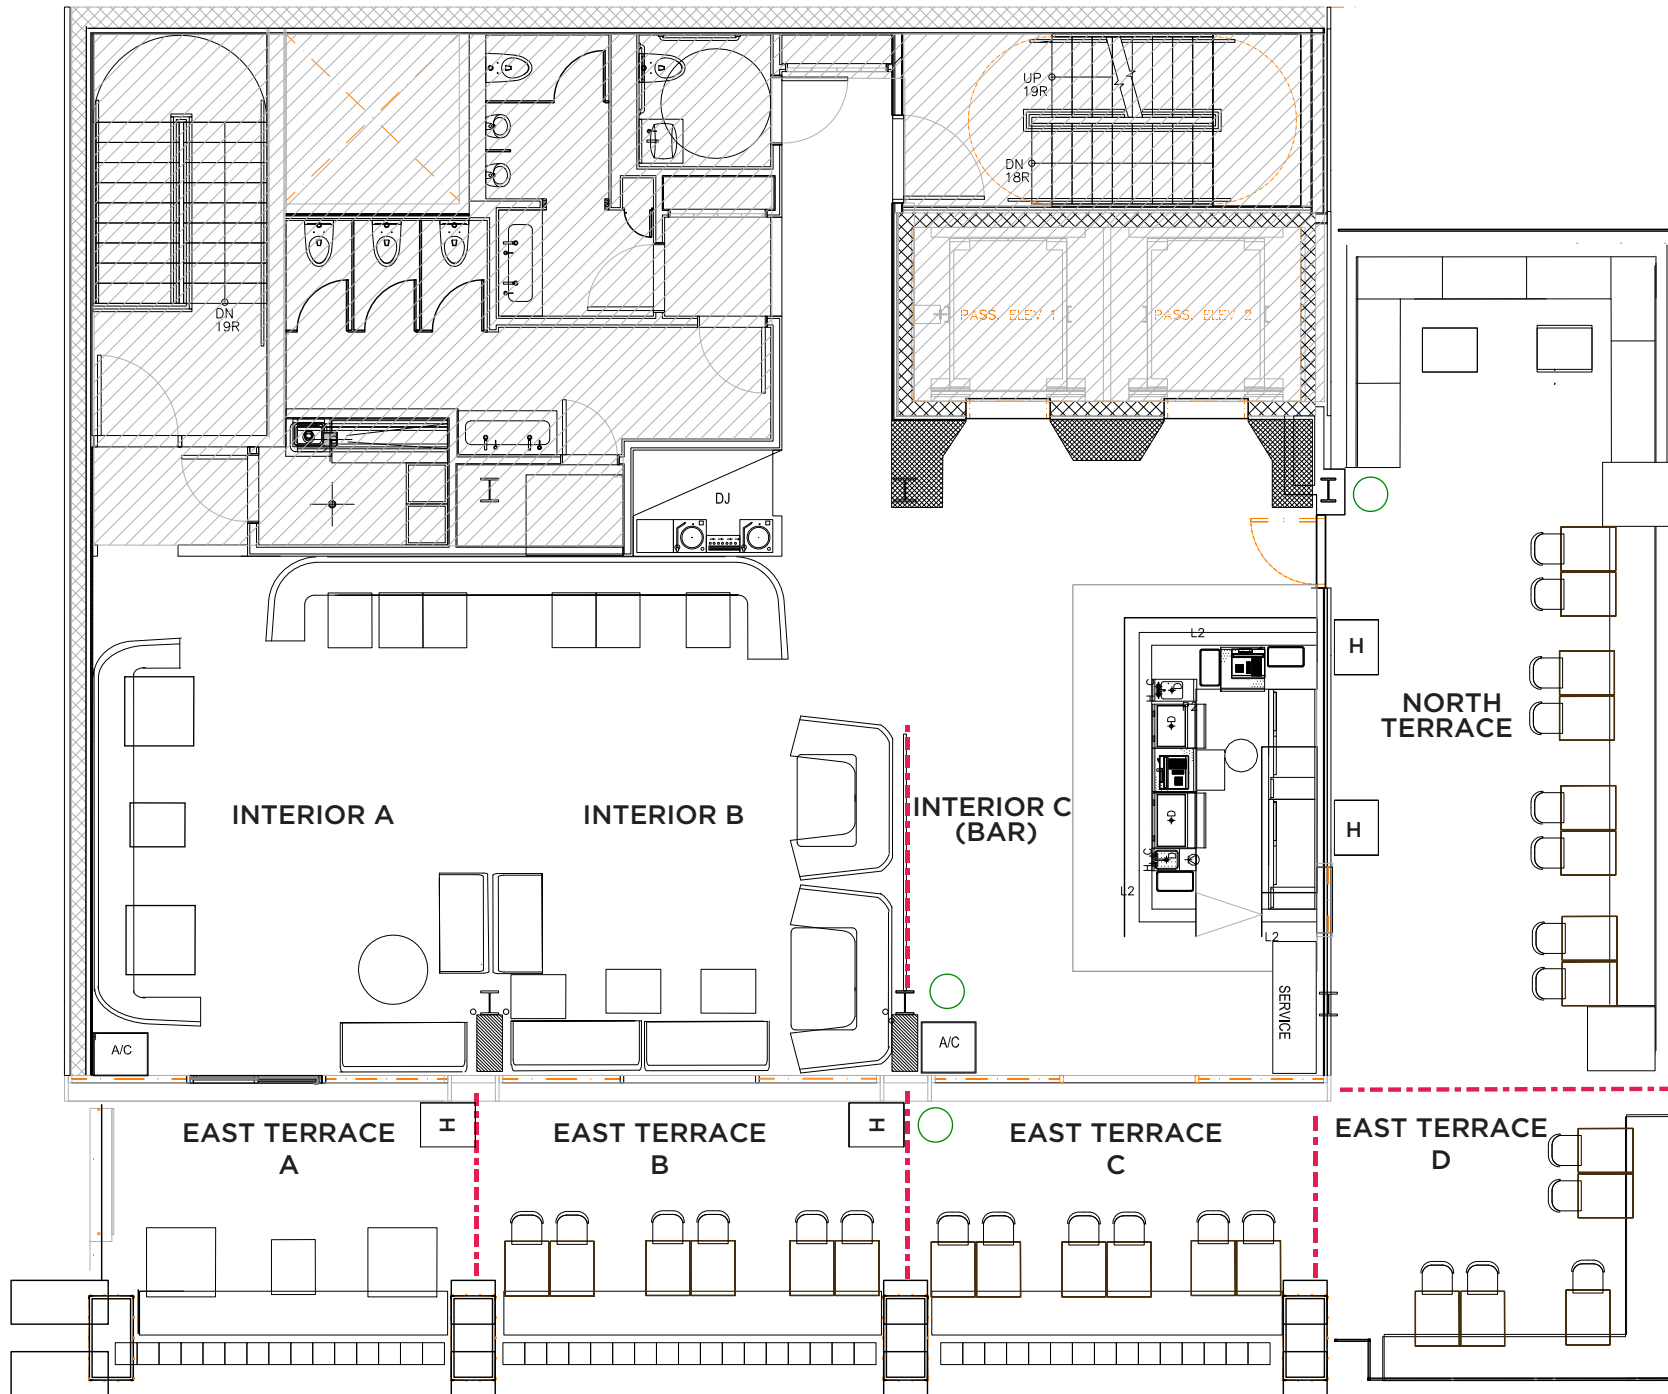 UP
19R
DN
18R
DN
19R
PASS. ELEV 1
PASS. ELEV 2
DJ
L2
H
H C
D
L2
D
NORTH
TERRACE
INTERIOR A
INTERIOR B
INTERIOR C
(BAR)
H
D
H C
D
L2
L2
SERVICE
A/C
A/C
H
H
EAST TERRACE
A
EAST TERRACE
B
EAST TERRACE
C
EAST TERRACE
D